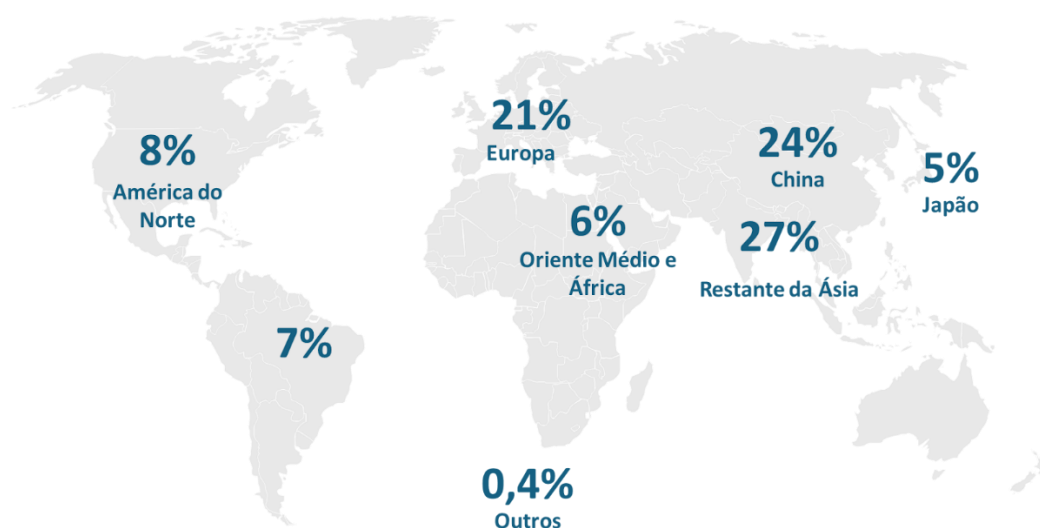 8%
América do
Norte
21%
Europa
24%
China
5%
Japão
6%
Oriente Médio e
África
27%
Restante da Ásia
7%
0,4%
Outros